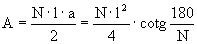 A = N · l · a / 2 = N · l² / 4 · cotg 180 / N